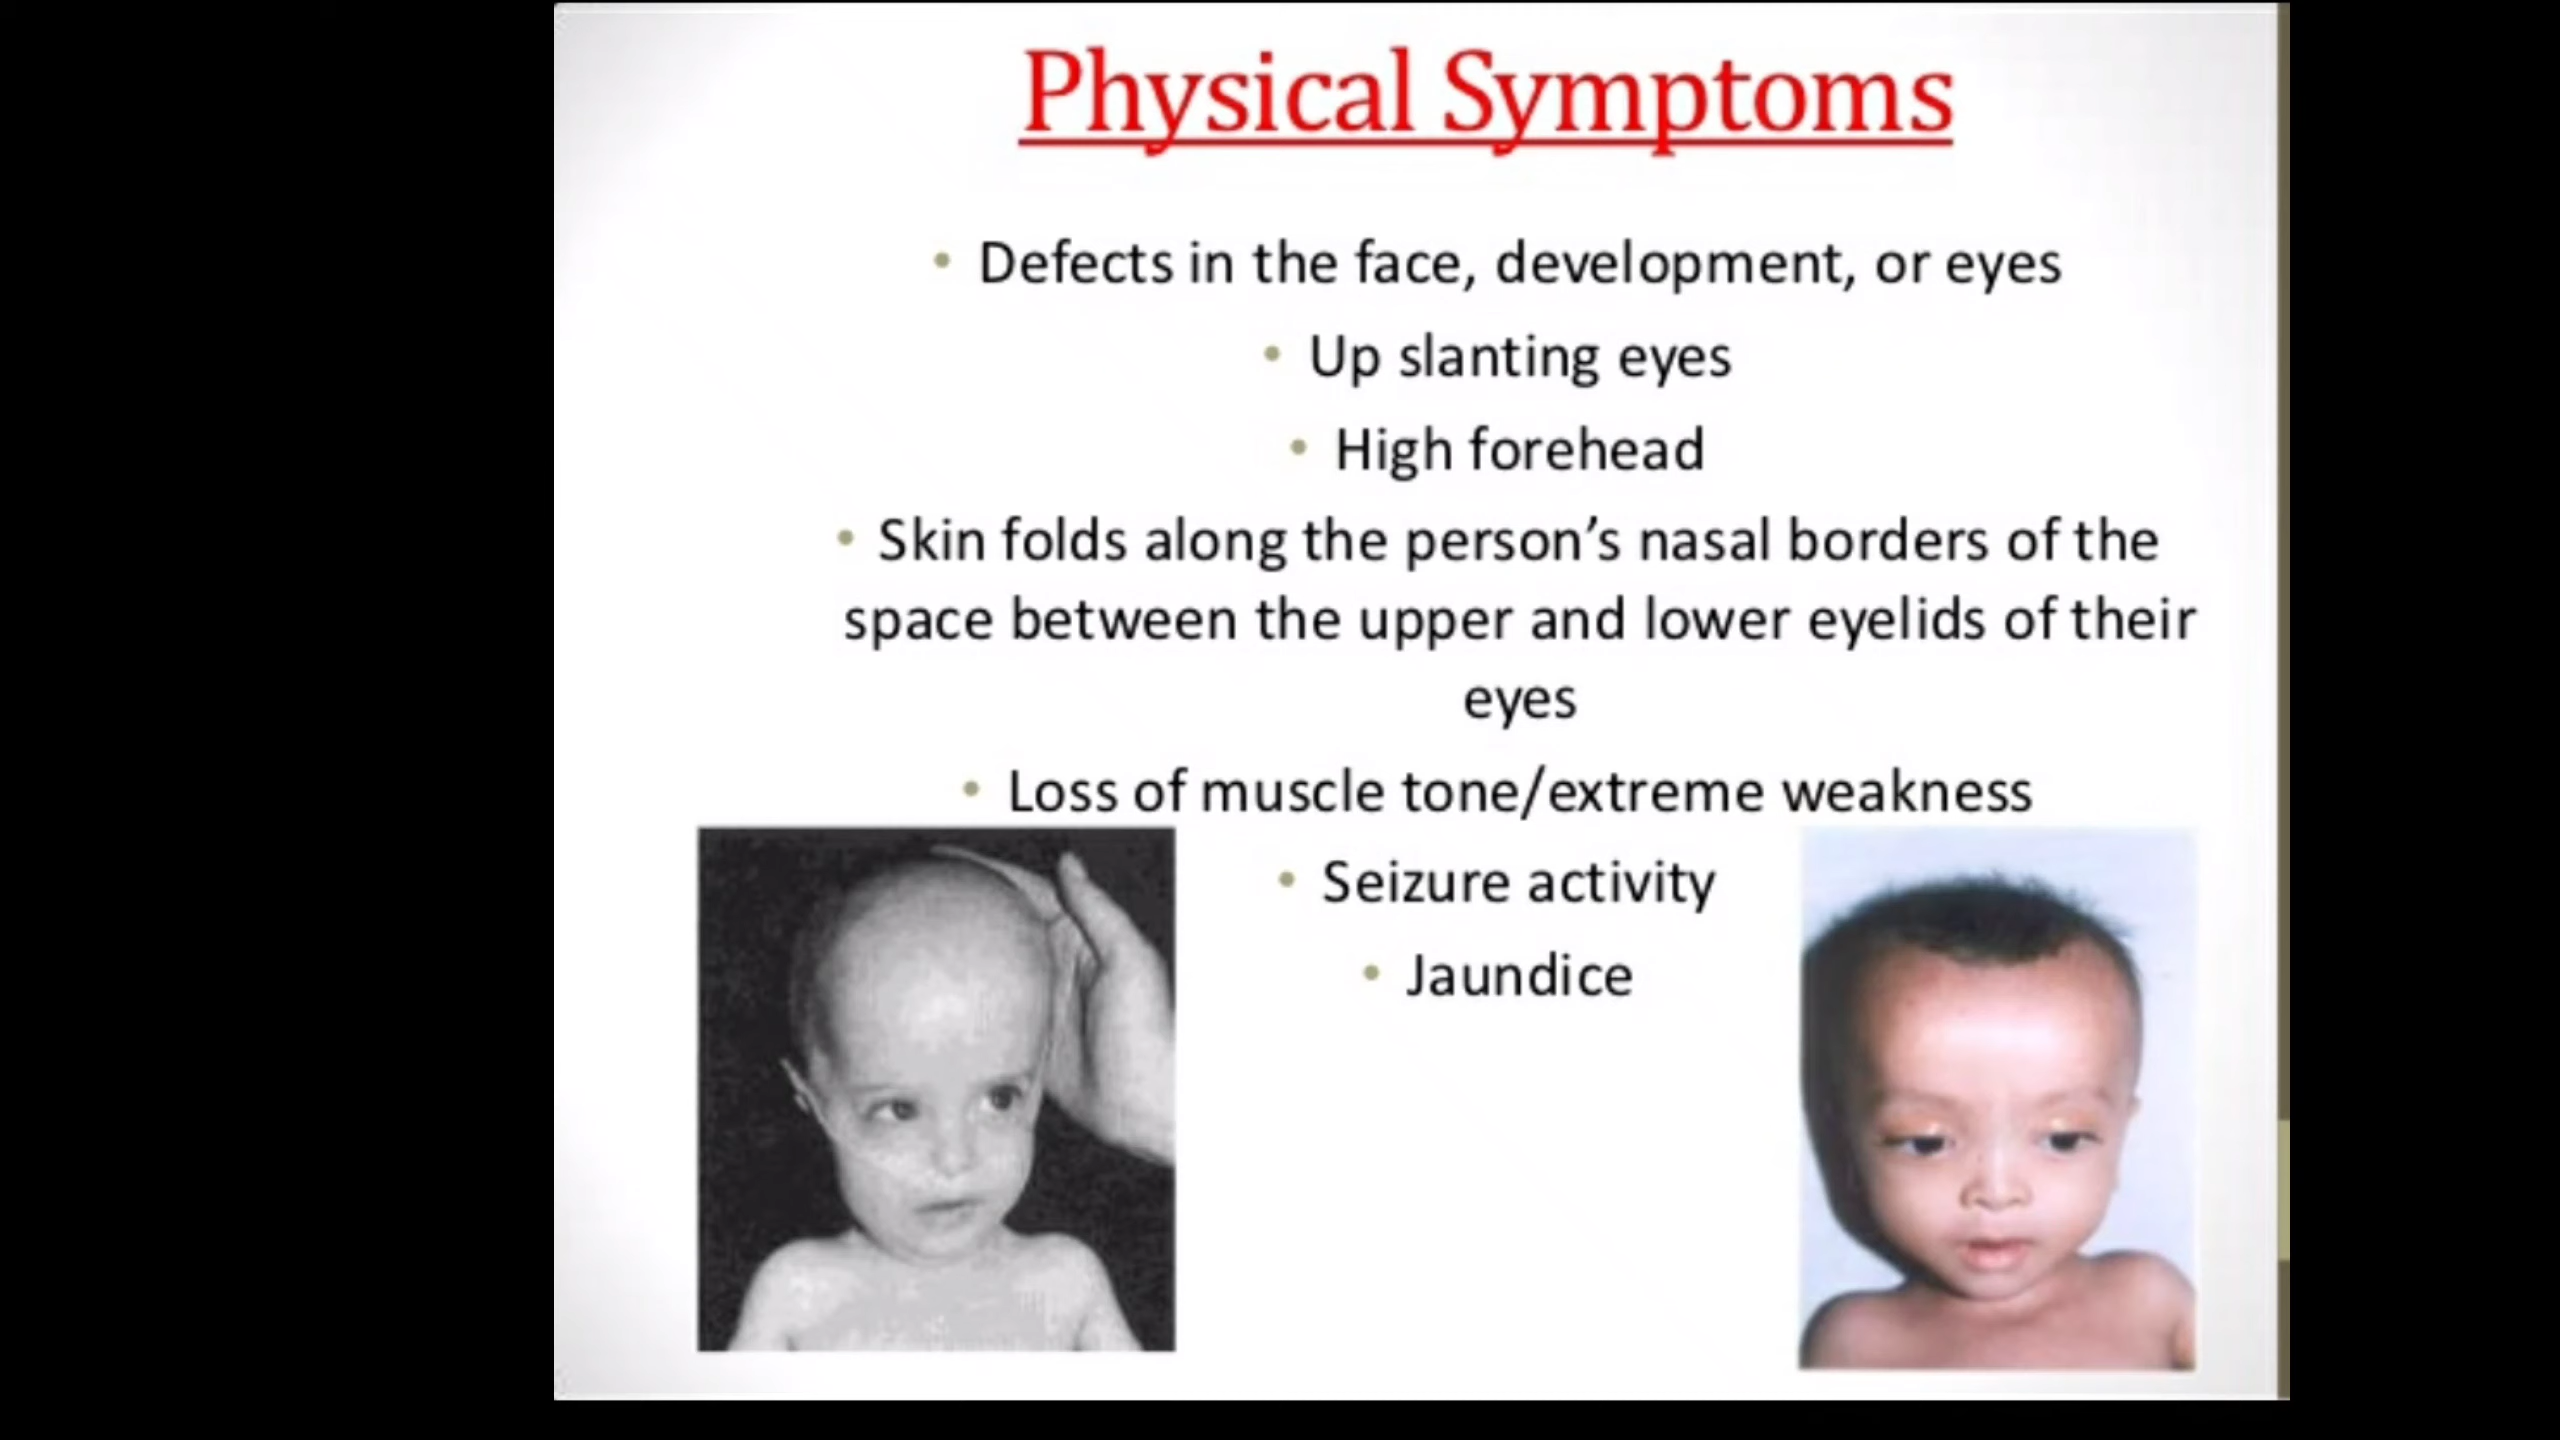 Physical Symptoms
• Defects in the face, development, or eyes
• Up slanting eyes
• High forehead
• Skin folds along the person’s nasal borders of the
space between the upper and lower eyelids of their
eyes
• Loss of muscle tone/extreme weakness
• Seizure activity
• Jaundice